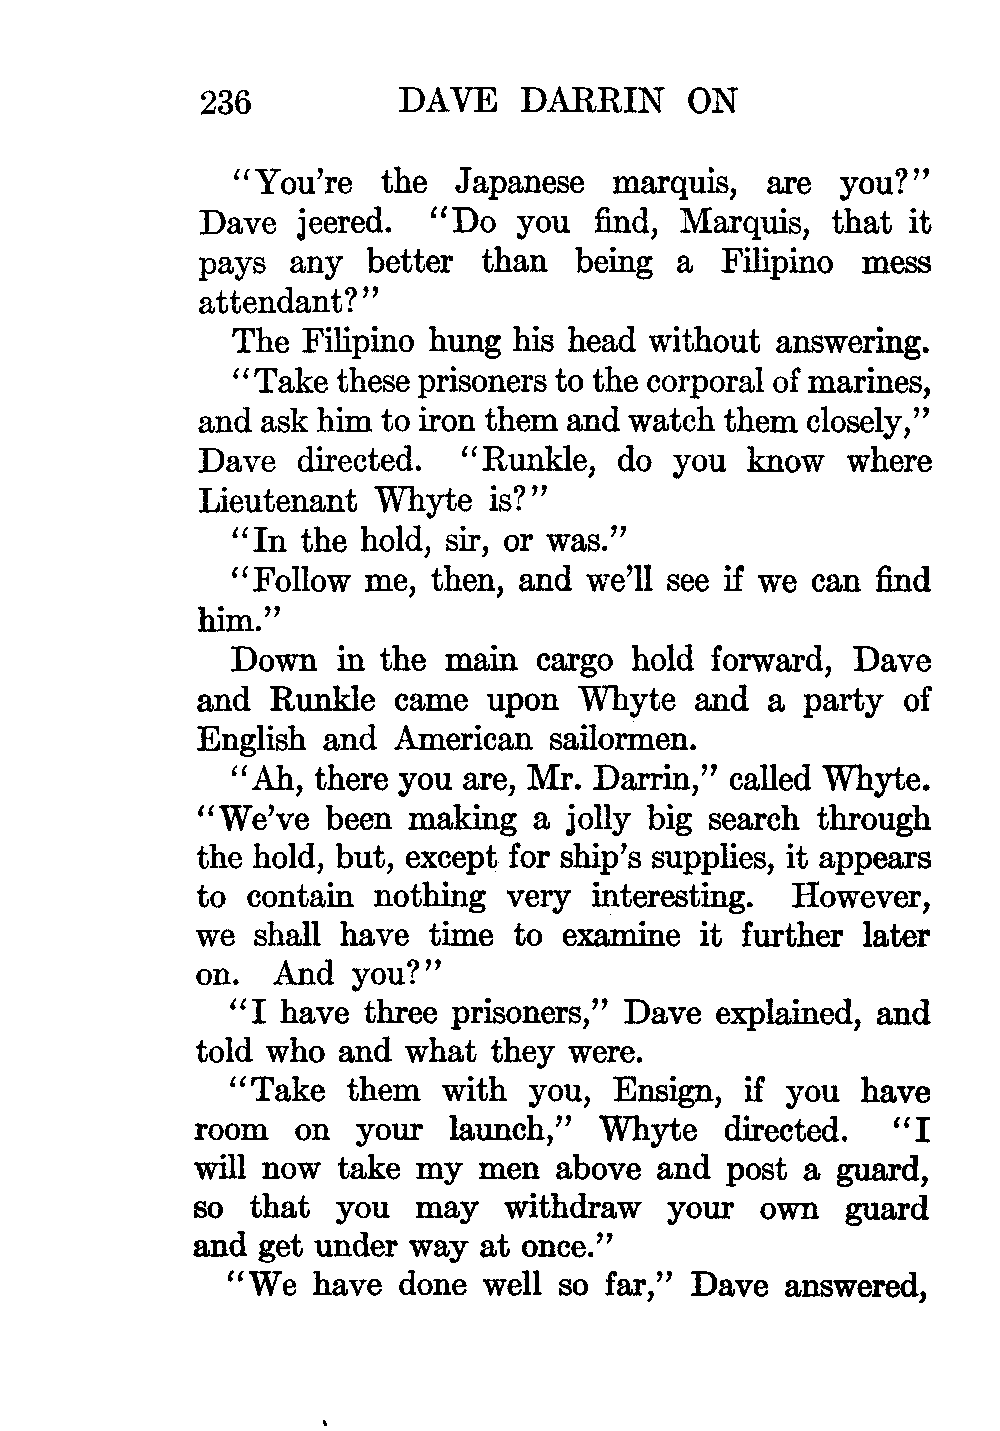 236 DAVE DARRIN ON
"You're the Japanese marquis, are you?"
Dave jeered. "Do you find, Marquis, that it
pays any better than being a Filipino mess
attendant?"
The Filipino hung his head without answering.
"Take these prisoners to the corporal of marines,
and ask him to iron them and watch them closely,"
Dave directed. "Runkle, do you know where
Lieutenant Whyte is?"
"In the hold, sir, or was."
"Follow me, then, and we'll see if we can find
him."
Down in the main cargo hold forward, Dave
and Runkle came upon Whyte and a party of
English and American sailormen.
"Ah, there you are, Mr. Darrin," called Whyte.
"We've been making a jolly big search through
the hold, but, except for ship's supplies, it appears
to contain nothing very interesting. However,
we shall have time to examine it further later
on. And you?"
"I have three prisoners," Dave explained, and
told who and what they were.
"Take them with you, Ensign, if you have
room on your launch," Whyte directed. "I
will now take my men above and post a guard,
so that you may withdraw your own guard
and get under way at once."
"We have done well so far," Dave answered,